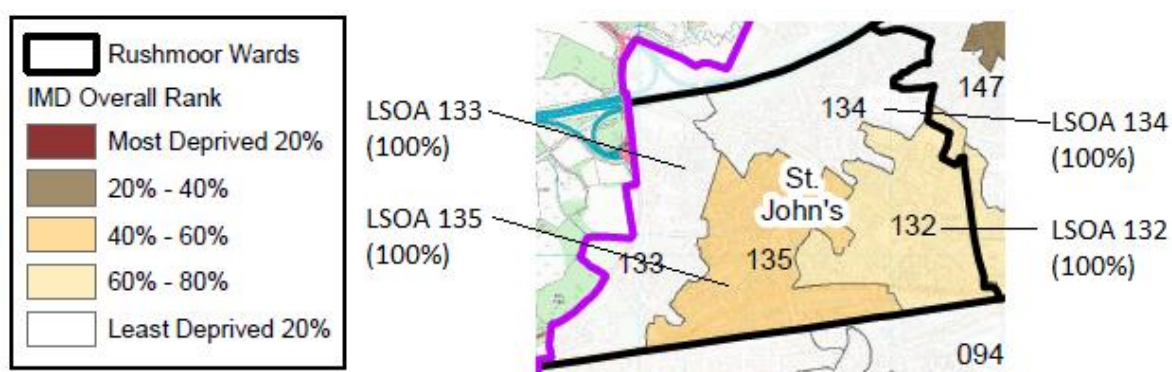 Rushmoor Wards
IMD Overall Rank
Most Deprived 20%
20% - 40%
40% - 60%
60% - 80%
Least Deprived 20%
LSOA 133
(100%)
LSOA 135
(100%)
147
134
St.
John's
132
133
135
094
LSOA 134
(100%)
LSOA 132
(100%)